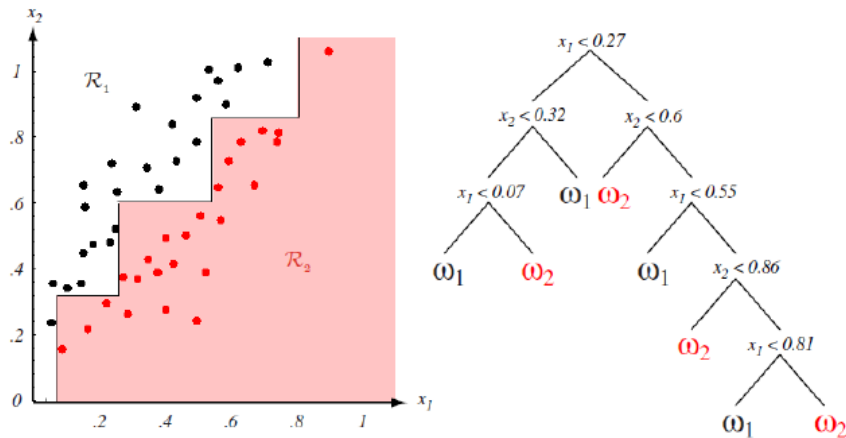 x2
1
.8
.6
.4
.2
0
.2 .4 .6 .8 1
x1
R1
R2
x1 < 0.27
x2 < 0.32 x2 < 0.6
x1 < 0.07 ω1 ω2 x1 < 0.55
ω1 ω2 ω1 x2 < 0.86
ω2 x1 < 0.81
ω1 ω2